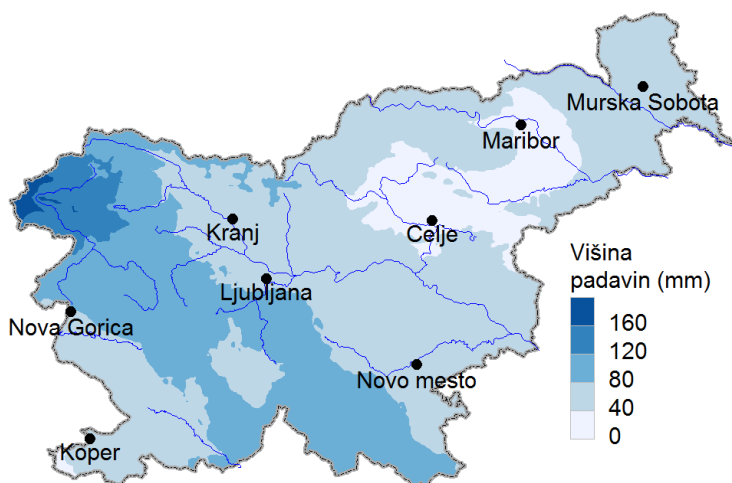 Murska Sobota
Maribor
Kranj
Celje
Ljubljana
Nova Gorica
Novo mesto
Koper
Višina
padavin (mm)
160
120
80
40
0